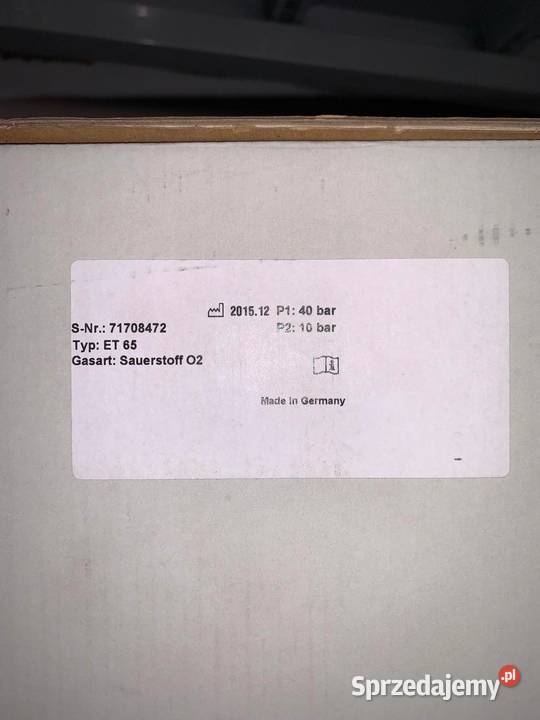 2015.12 P1: 40 bar
S-Nr.: 71708472 P2: 10 bar
Typ: ET 65
Gasart: Sauerstoff O2
Made in Germany
Sprzedajemy.pl